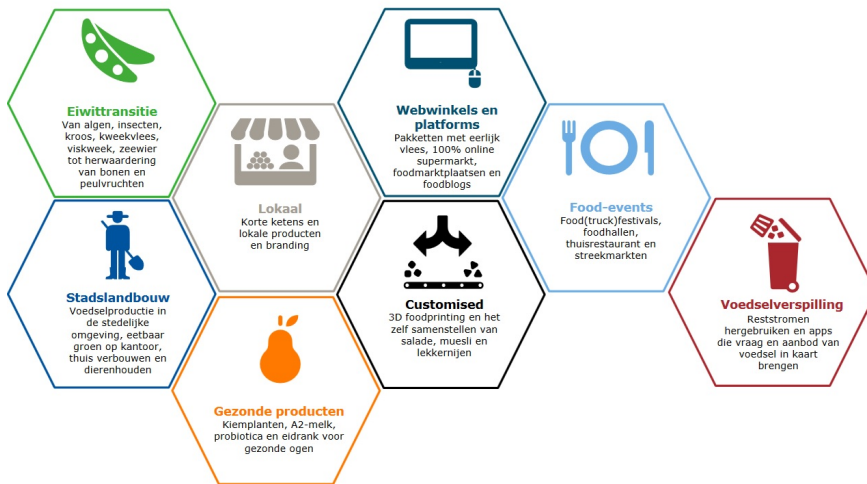 Eiwittransitie
Van algen, insecten,
kroos, kweekvlees,
viskweek, zeewier
tot herwaardering
van bonen en
peulvruchten
Lokaal
Korte ketens en
lokale producten
en branding
Webwinkels en
platforms
Pakketten met eerlijk
vlees, 100% online
supermarkt,
foodmarktplaatsen en
foodblogs
Food-events
Food(truck)festivals,
foodhallen,
thuisrestaurant en
streekmarkten
Stadslandbouw
Voedselproductie in
de stedelijke
omgeving, eetbaar
groen op kantoor,
thuis verbouwen en
dierenhouden
Gezonde producten
Kiemplanten, A2-melk,
probiotica en eidrank voor
gezonde ogen
Customised
3D foodprinting en het
zelf samenstellen van
salade, muesli en
lekkernijen
Voedselverspilling
Reststromen
hergebruiken en apps
die vraag en aanbod van
voedsel in kaart
brengen